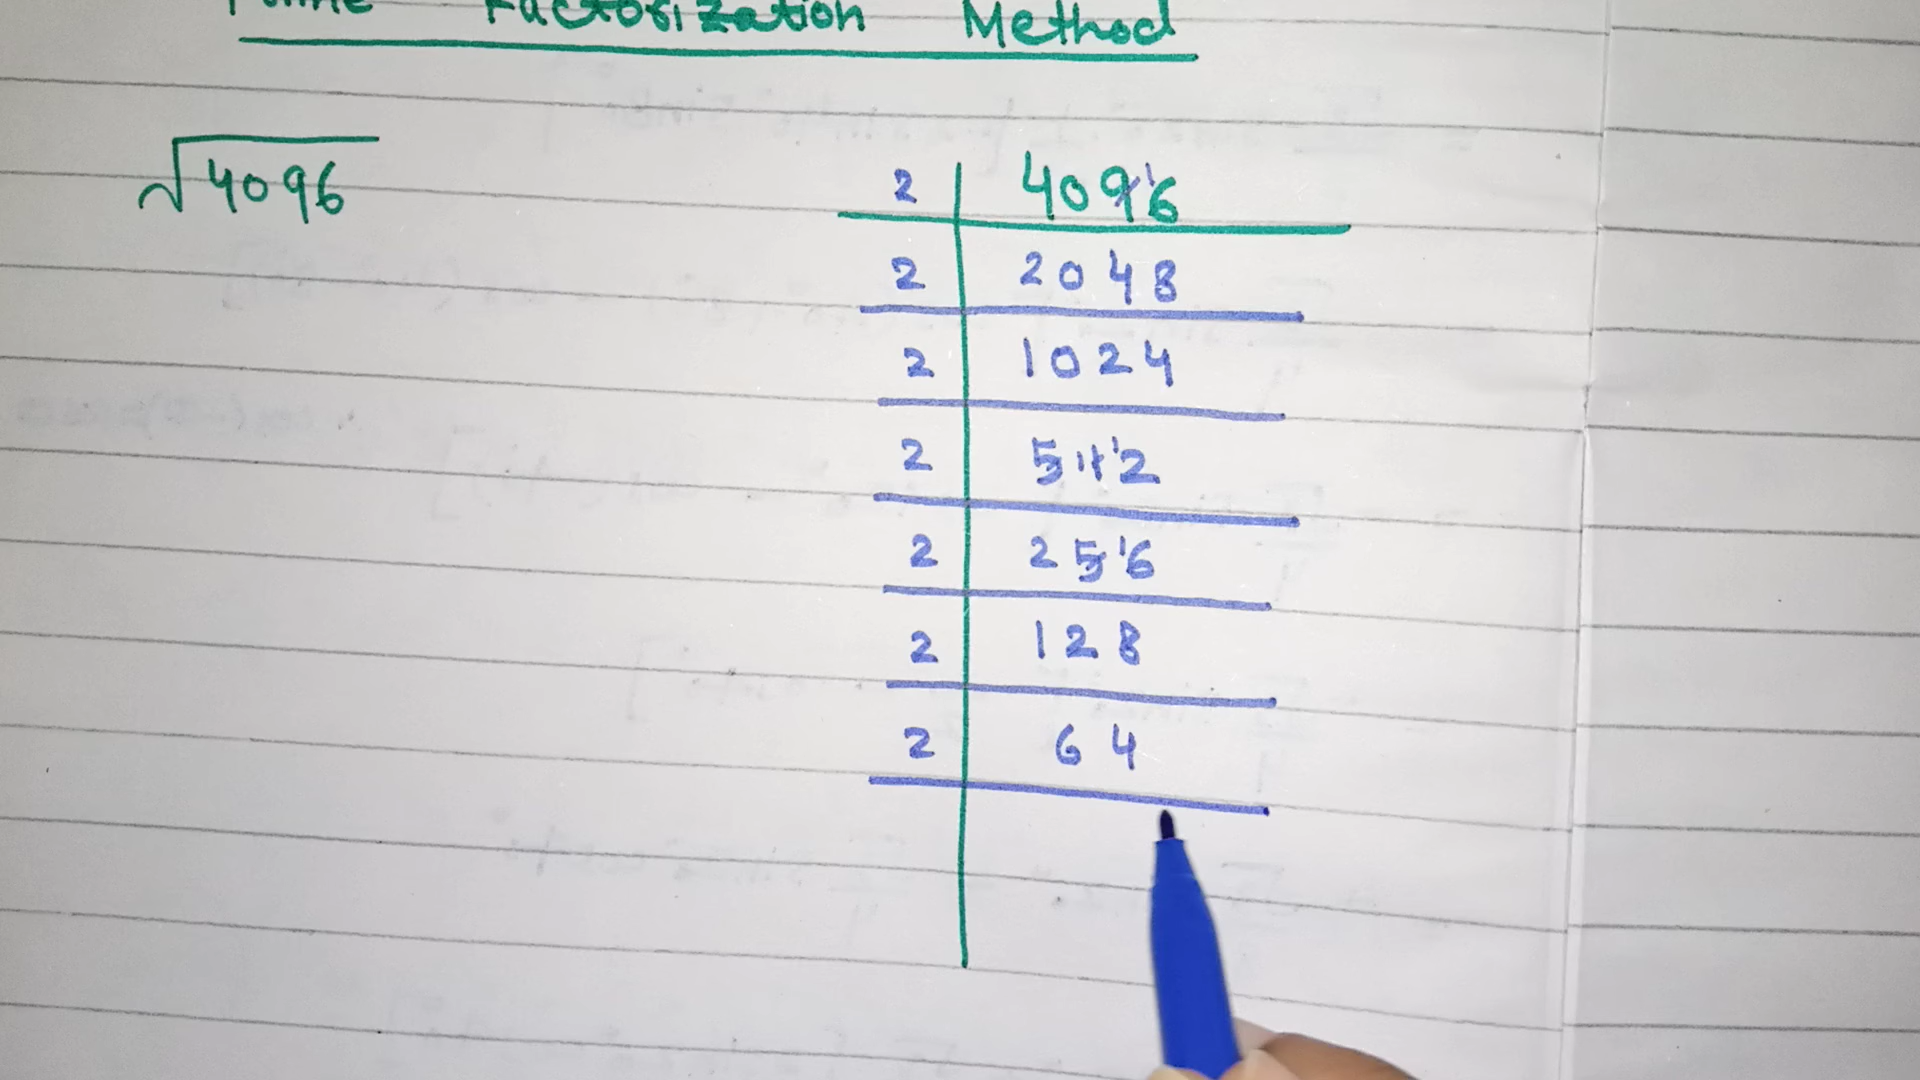 Factorization Method
√4096
2 | 4096
2 | 2048
2 | 1024
2 | 512
2 | 256
2 | 128
2 | 64